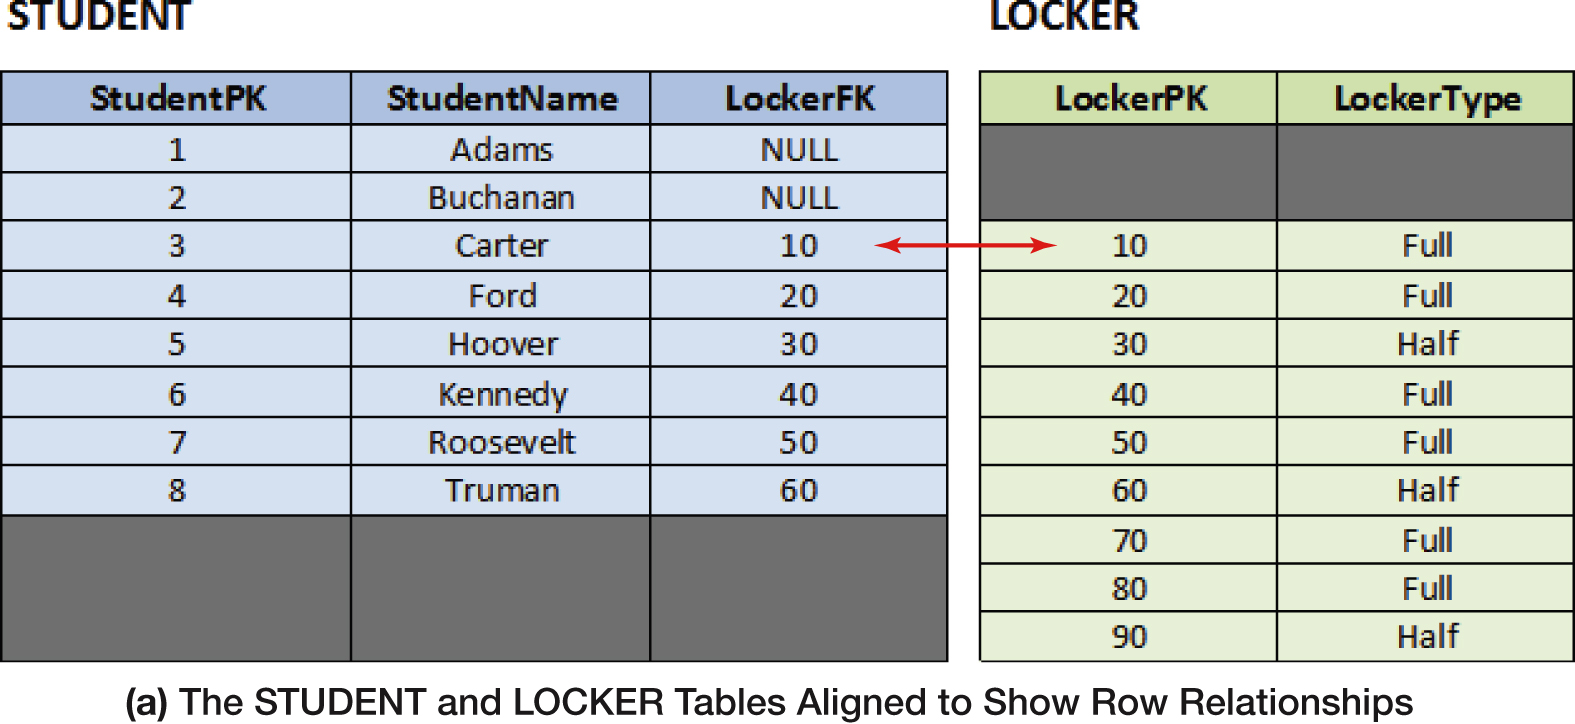 STUDENT LOCKER
StudentPK StudentName LockerFK LockerPK LockerType
1 Adams NULL
2 Buchanan NULL
3 Carter 10 10 Full
4 Ford 20 20 Full
5 Hoover 30 30 Half
6 Kennedy 40 40 Full
7 Roosevelt 50 50 Full
8 Truman 60 60 Half
70 Full
80 Full
90 Half
(a) The STUDENT and LOCKER Tables Aligned to Show Row Relationships